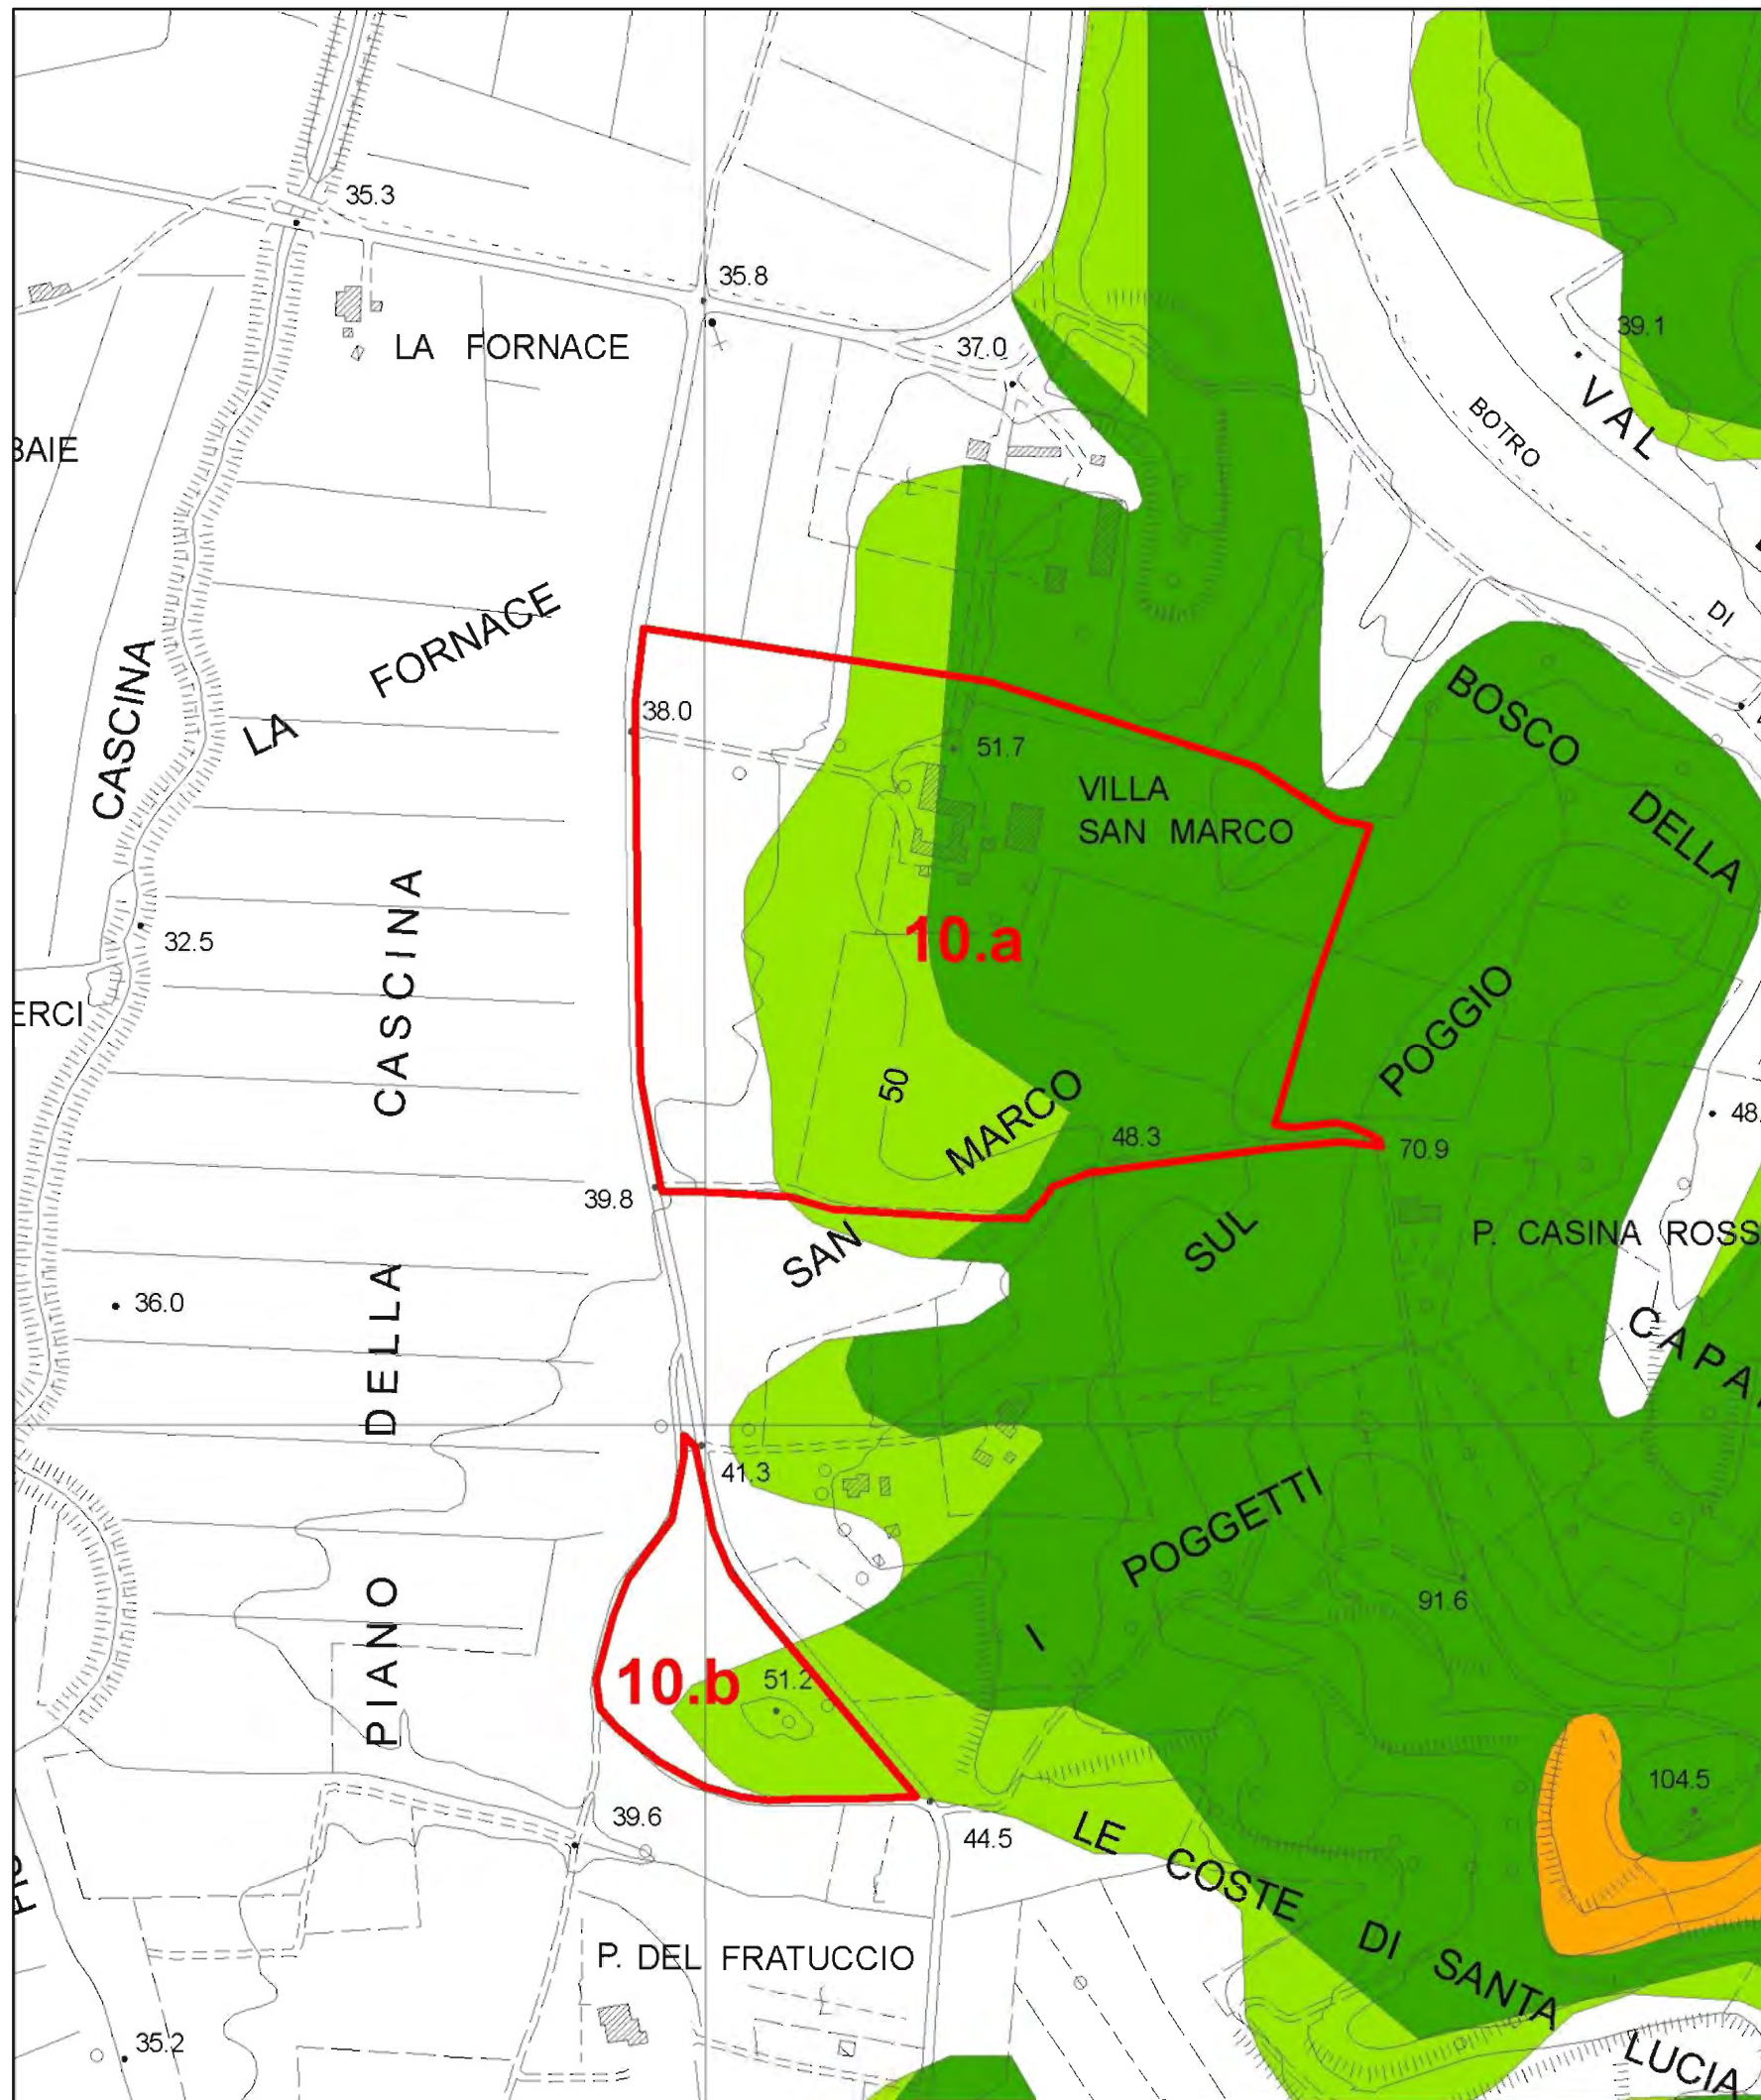 35.3
35.8
LA FORNACE
37.0
39.1
VAL
BOTRO
DI
BAIE
LA FORNACE
CASCINA
38.0
51.7
VILLA
SAN MARCO
BOSCO DELLA
32.5
10.a
ERCI
POGGIO
50
48.3
70.9
48.
39.8
SAN MARCO
SUL
P. CASINA ROSS
36.0
CAPA
PIANO DELLA CASCINA
41.3
I POGGETTI
91.6
10.b
51.2
104.5
39.6
44.5
LE COSTE DI SANTA LUCIA
P. DEL FRATUCCIO
35.2